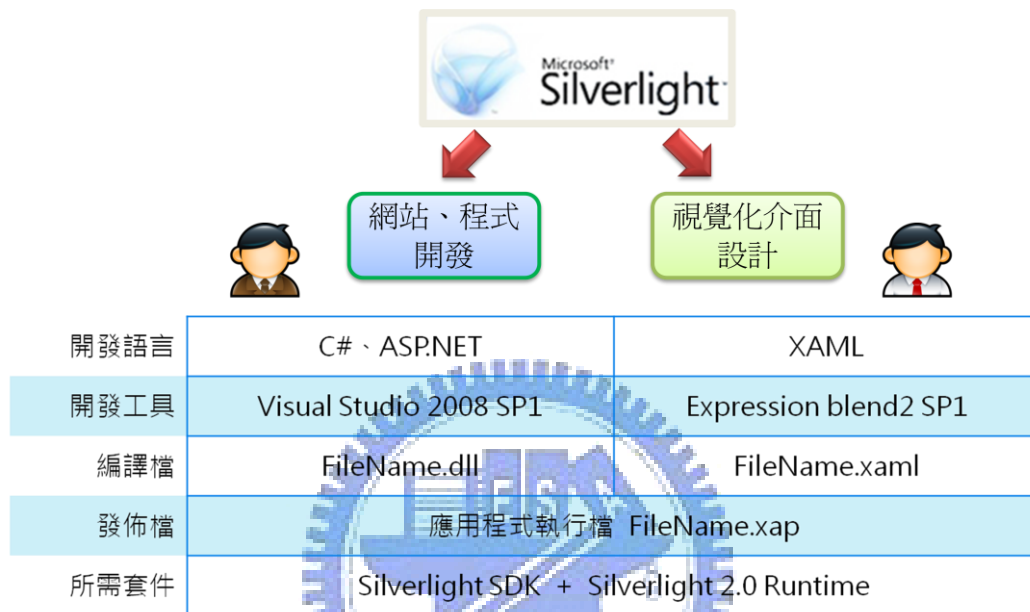 Microsoft®
Silverlight™
網站、程式
開發
視覺化介面
設計
開發語言 C#、ASP.NET XAML
開發工具 Visual Studio 2008 SP1 Expression blend2 SP1
編譯檔 FileName.dll FileName.xaml
發佈檔 應用程式執行檔 FileName.xap
所需套件 Silverlight SDK + Silverlight 2.0 Runtime